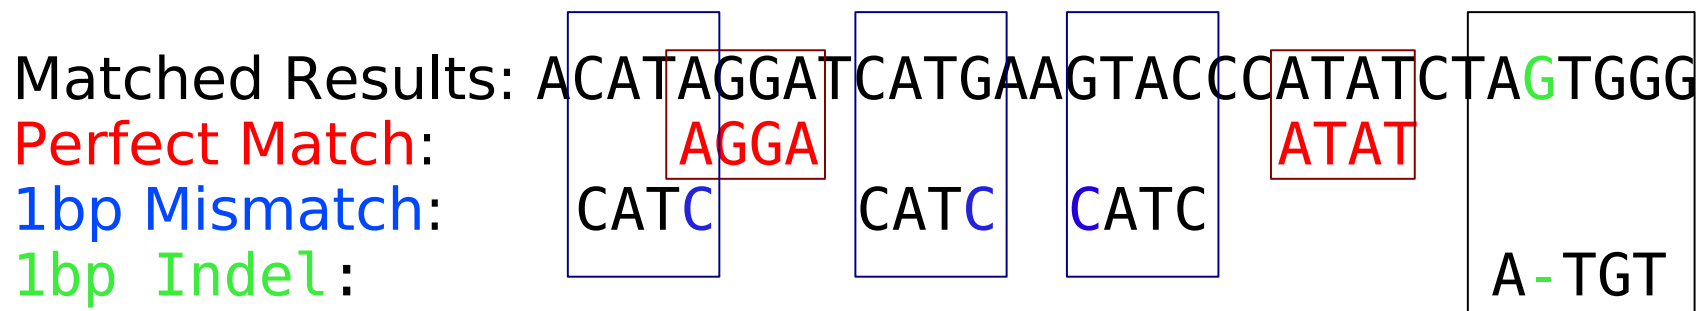 Matched Results: ACATAGGATCATGAAGTACCCATATCTAGTGGG
Perfect Match: AGGA ATAT
1bp Mismatch: CATC CATC CATC
1bp Indel: A-TGT